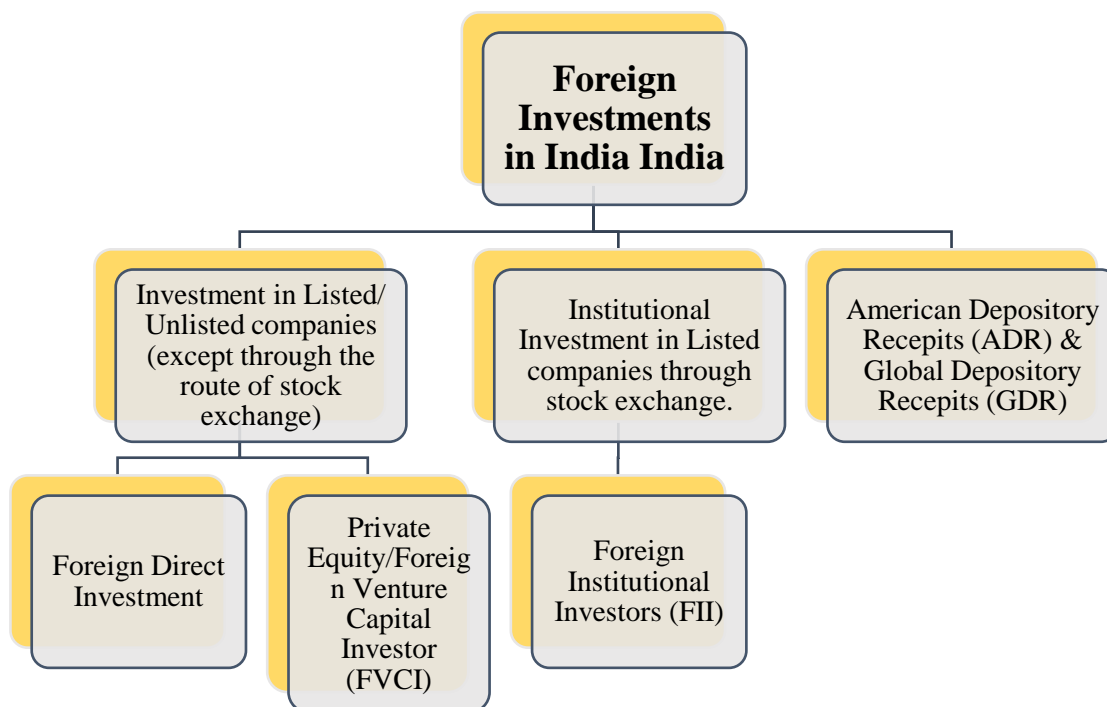 Foreign
Investments
in India India
Investment in Listed/
Unlisted companies
(except through the
route of stock
exchange)
Institutional
Investment in Listed
companies through
stock exchange.
American Depository
Recepits (ADR) &
Global Depository
Recepits (GDR)
Foreign Direct
Investment
Private
Equity/Foreig
n Venture
Capital
Investor
(FVCI)
Foreign
Institutional
Investors (FII)